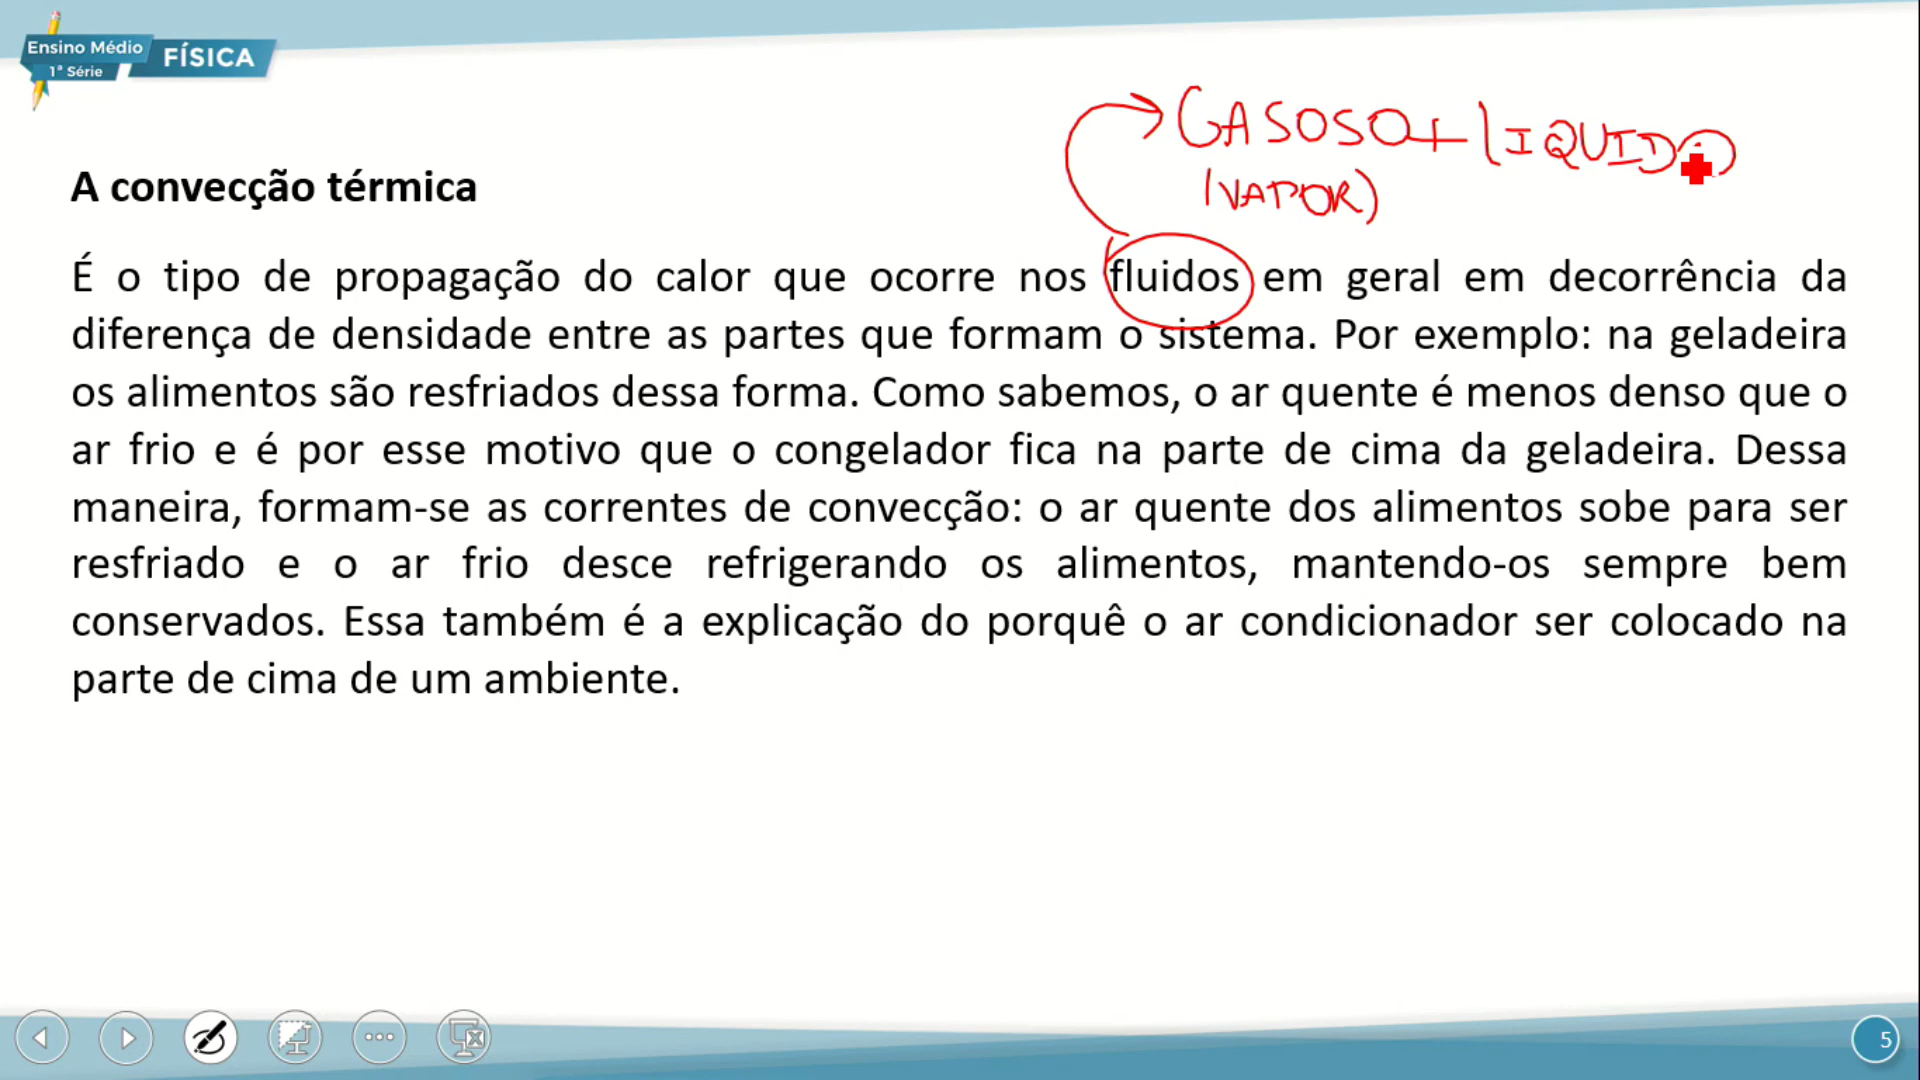 Ensino Médio
1ª Série
FÍSICA
GASOSO + LIQUIDO
(VAPOR)
A convecção térmica
É o tipo de propagação do calor que ocorre nos fluidos em geral em decorrência da
diferença de densidade entre as partes que formam o sistema. Por exemplo: na geladeira
os alimentos são resfriados dessa forma. Como sabemos, o ar quente é menos denso que o
ar frio e é por esse motivo que o congelador fica na parte de cima da geladeira. Dessa
maneira, formam-se as correntes de convecção: o ar quente dos alimentos sobe para ser
resfriado e o ar frio desce refrigerando os alimentos, mantendo-os sempre bem
conservados. Essa também é a explicação do porquê o ar condicionador ser colocado na
parte de cima de um ambiente.
5